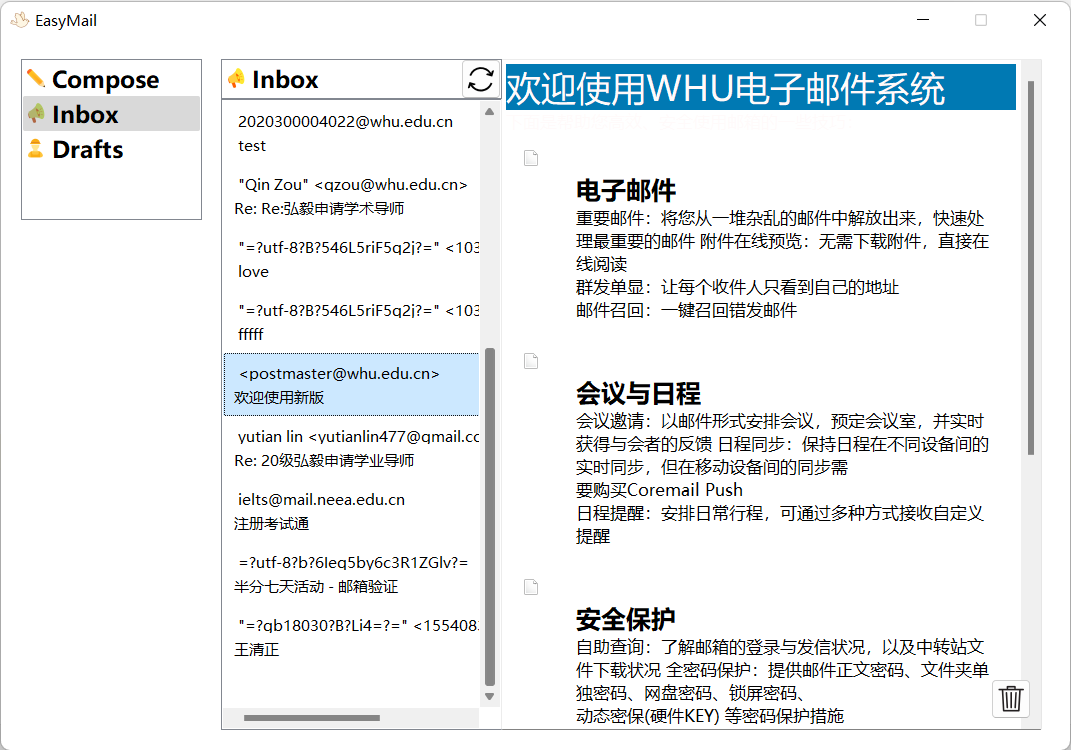 EasyMail
Compose
Inbox
Drafts
Inbox
2020300004022@whu.edu.cn
test
"Qin Zou" <qzou@whu.edu.cn>
Re: Re:弘毅申请学术导师
"=?utf-8?B?546L5riF5q2j?=" <103
love
"=?utf-8?B?546L5riF5q2j?=" <103
fffff
<postmaster@whu.edu.cn>
欢迎使用新版
yutian lin <yutianlin477@gmail.cc
Re: 20级弘毅申请学业导师
ielts@mail.neea.edu.cn
注册考试通
=?utf-8?b?6Ieq5by6c3R1ZGlv?=
半分七天活动 - 邮箱验证
"=?gb18030?B?Li4=?=" <1554083
王清正
欢迎使用WHU电子邮件系统
电子邮件
重要邮件：将您从一堆杂乱的邮件中解放出来，快速处
理最重要的邮件 附件在线预览：无需下载附件，直接在
线阅读
群发单显：让每个收件人只看到自己的地址
邮件召回：一键召回错发邮件
会议与日程
会议邀请：以邮件形式安排会议，预定会议室，并实时
获得与会者的反馈 日程同步：保持日程在不同设备间的
实时同步，但在移动设备间的同步需
要购买Coremail Push
日程提醒：安排日常行程，可通过多种方式接收自定义
提醒
安全保护
自助查询：了解邮箱的登录与发信状况，以及中转站文
件下载状况 全密码保护：提供邮件正文密码、文件夹单
独密码、网盘密码、锁屏密码、
动态密保(硬件KEY) 等密码保护措施